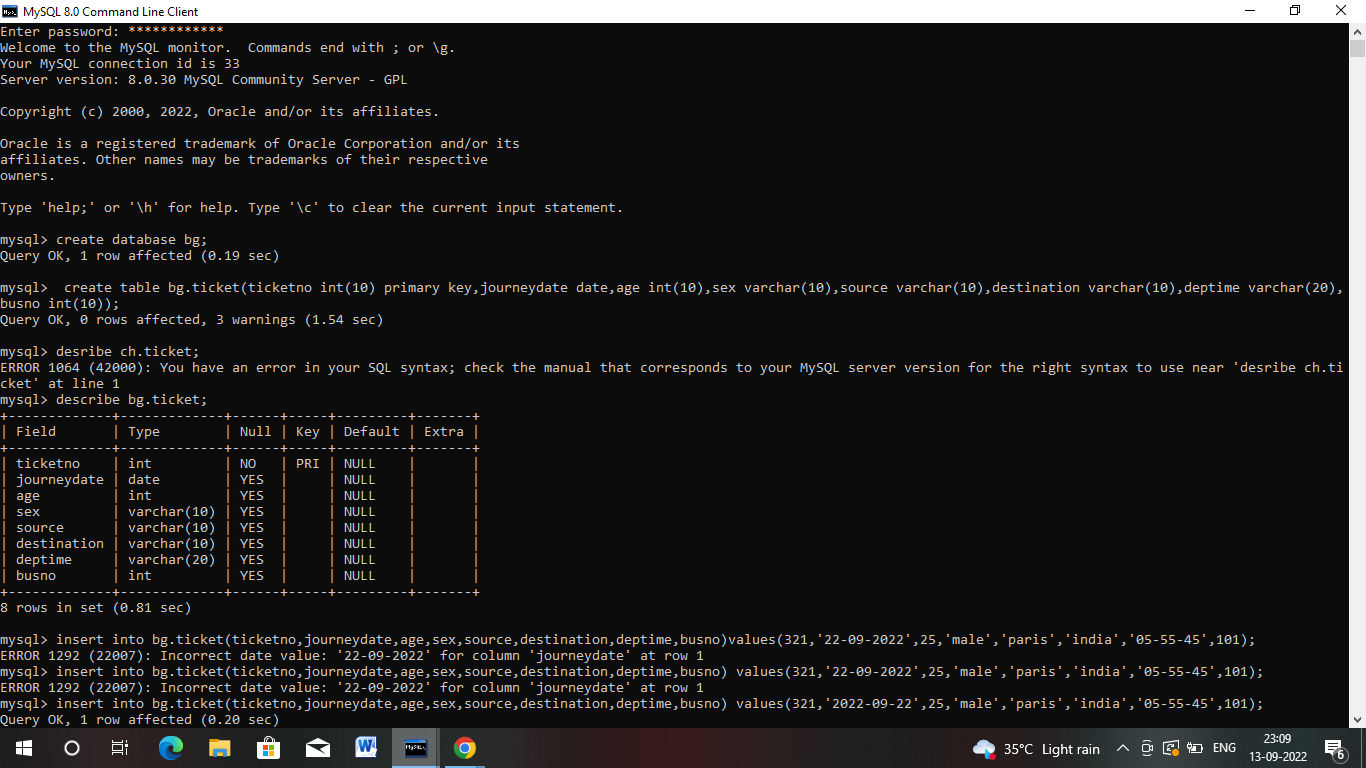 MySQL 8.0 Command Line Client
Enter password: ************
Welcome to the MySQL monitor.  Commands end with ; or \g.
Your MySQL connection id is 33
Server version: 8.0.30 MySQL Community Server - GPL
Copyright (c) 2000, 2022, Oracle and/or its affiliates.
Oracle is a registered trademark of Oracle Corporation and/or its
affiliates. Other names may be trademarks of their respective
owners.
Type 'help;' or '\h' for help. Type '\c' to clear the current input statement.
mysql> create database bg;
Query OK, 1 row affected (0.19 sec)
mysql>  create table bg.ticket(ticketno int(10) primary key,journeydate date,age int(10),sex varchar(10),source varchar(10),destination varchar(10),deptime varchar(20),
busno int(10));
Query OK, 0 rows affected, 3 warnings (1.54 sec)
mysql> desribe ch.ticket;
ERROR 1064 (42000): You have an error in your SQL syntax; check the manual that corresponds to your MySQL server version for the right syntax to use near 'desribe ch.ti
cket' at line 1
mysql> describe bg.ticket;
+-------------+-------------+------+-----+---------+-------+
| Field       | Type        | Null | Key | Default | Extra |
+-------------+-------------+------+-----+---------+-------+
| ticketno    | int         | NO   | PRI | NULL    |       |
| journeydate | date        | YES  |     | NULL    |       |
| age         | int         | YES  |     | NULL    |       |
| sex         | varchar(10) | YES  |     | NULL    |       |
| source      | varchar(10) | YES  |     | NULL    |       |
| destination | varchar(10) | YES  |     | NULL    |       |
| deptime     | varchar(20) | YES  |     | NULL    |       |
| busno       | int         | YES  |     | NULL    |       |
+-------------+-------------+------+-----+---------+-------+
8 rows in set (0.81 sec)
mysql> insert into bg.ticket(ticketno,journeydate,age,sex,source,destination,deptime,busno)values(321,'22-09-2022',25,'male','paris','india','05-55-45',101);
ERROR 1292 (22007): Incorrect date value: '22-09-2022' for column 'journeydate' at row 1
mysql> insert into bg.ticket(ticketno,journeydate,age,sex,source,destination,deptime,busno) values(321,'22-09-2022',25,'male','paris','india','05-55-45',101);
ERROR 1292 (22007): Incorrect date value: '22-09-2022' for column 'journeydate' at row 1
mysql> insert into bg.ticket(ticketno,journeydate,age,sex,source,destination,deptime,busno) values(321,'2022-09-22',25,'male','paris','india','05-55-45',101);
Query OK, 1 row affected (0.20 sec)
35°C Light rain
ENG
23:09
13-09-2022
6